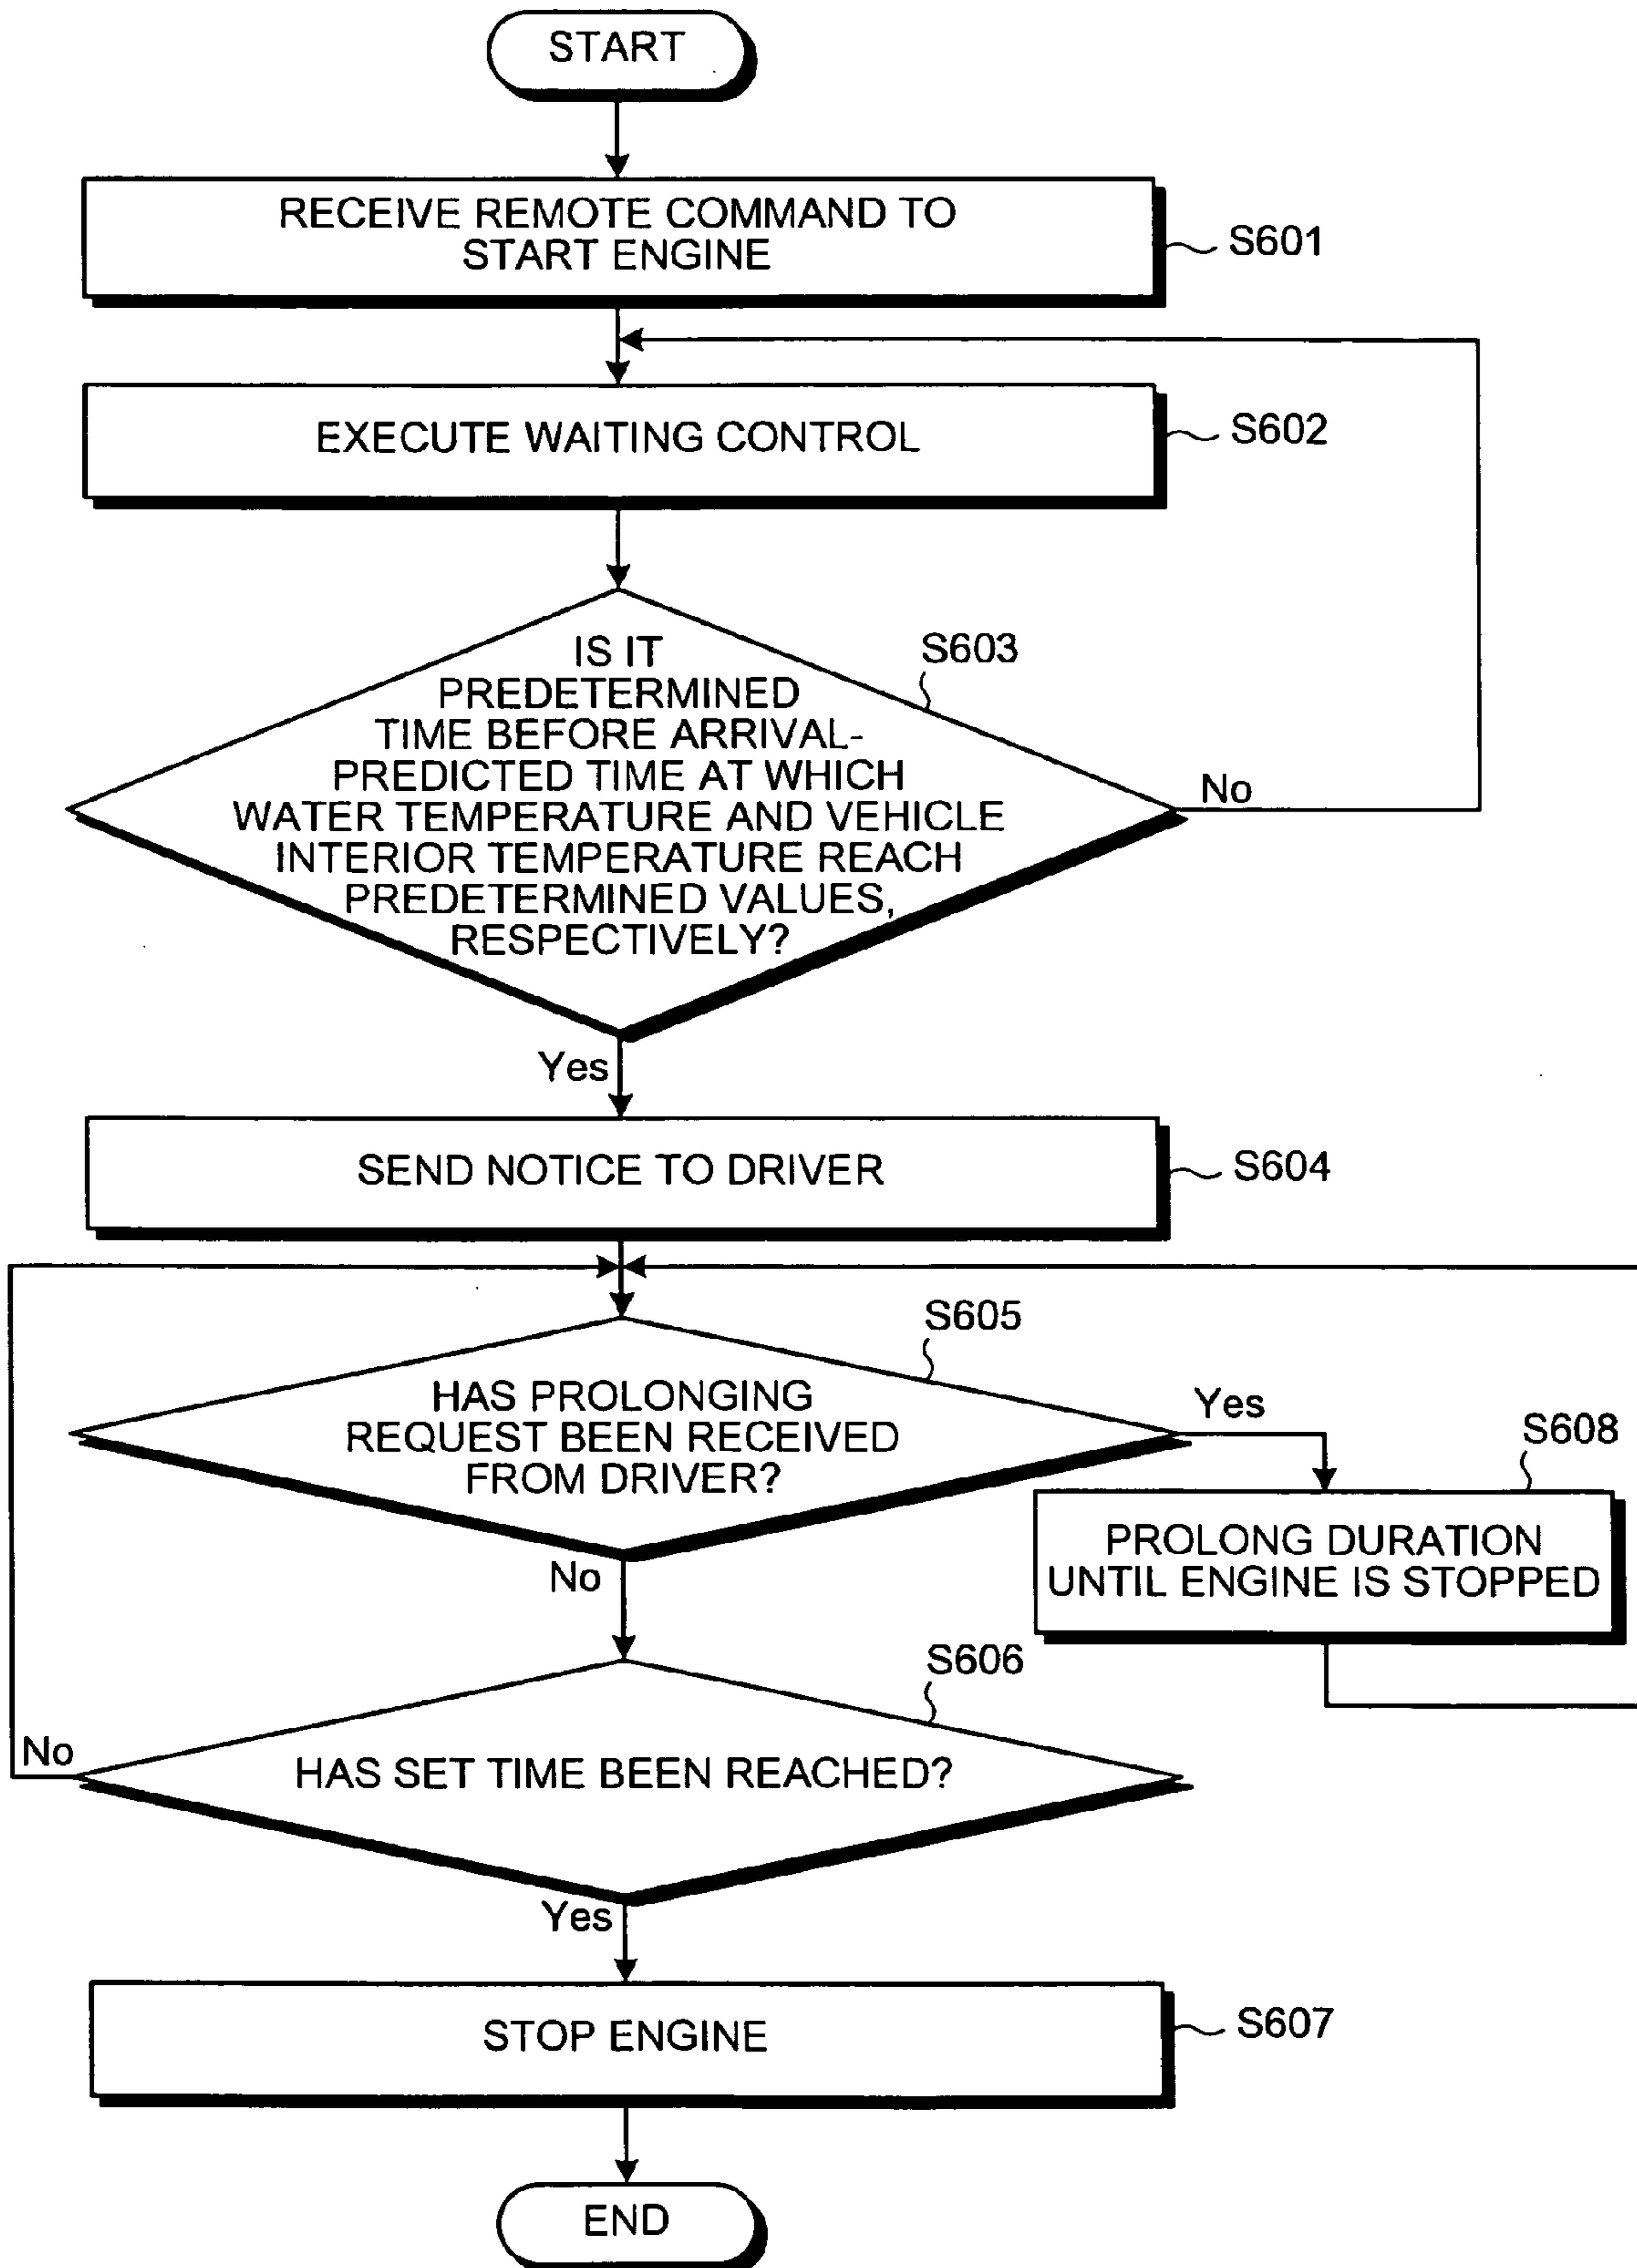 START
RECEIVE REMOTE COMMAND TO
START ENGINE
S601
EXECUTE WAITING CONTROL
S602
IS IT
PREDETERMINED
TIME BEFORE ARRIVAL-
PREDICTED TIME AT WHICH
WATER TEMPERATURE AND VEHICLE
INTERIOR TEMPERATURE REACH
PREDETERMINED VALUES,
RESPECTIVELY?
S603
No
Yes
SEND NOTICE TO DRIVER
S604
HAS PROLONGING
REQUEST BEEN RECEIVED
FROM DRIVER?
S605
Yes
S608
PROLONG DURATION
UNTIL ENGINE IS STOPPED
No
S606
HAS SET TIME BEEN REACHED?
No
Yes
STOP ENGINE
S607
END